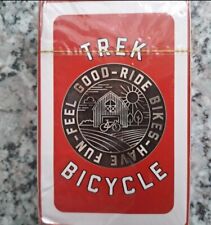 TREK
GOOD-RIDE BIKES-HAVE FUN-FEEL
BICYCLE